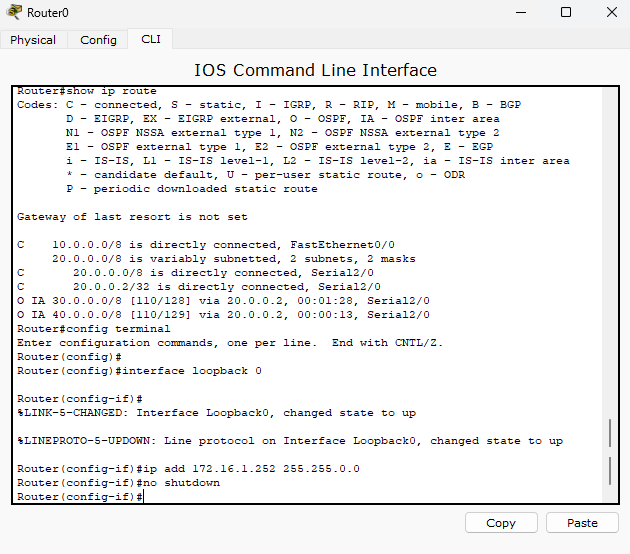 Router0
Physical Config CLI
IOS Command Line Interface
Router#show ip route
Codes: C - connected, S - static, I - IGRP, R - RIP, M - mobile, B - BGP
D - EIGRP, EX - EIGRP external, O - OSPF, IA - OSPF inter area
N1 - OSPF NSSA external type 1, N2 - OSPF NSSA external type 2
E1 - OSPF external type 1, E2 - OSPF external type 2, E - EGP
i - IS-IS, L1 - IS-IS level-1, L2 - IS-IS level-2, ia - IS-IS inter area
* - candidate default, U - per-user static route, o - ODR
P - periodic downloaded static route
Gateway of last resort is not set
C 10.0.0.0/8 is directly connected, FastEthernet0/0
20.0.0.0/8 is variably subnetted, 2 subnets, 2 masks
C 20.0.0.0/8 is directly connected, Serial2/0
C 20.0.0.2/32 is directly connected, Serial2/0
O IA 30.0.0.0/8 [110/128] via 20.0.0.2, 00:01:28, Serial2/0
O IA 40.0.0.0/8 [110/129] via 20.0.0.2, 00:00:13, Serial2/0
Router#config terminal
Enter configuration commands, one per line. End with CNTL/Z.
Router(config)#
Router(config)#interface loopback 0
Router(config-if)#
%LINK-5-CHANGED: Interface Loopback0, changed state to up
%LINEPROTO-5-UPDOWN: Line protocol on Interface Loopback0, changed state to up
Router(config-if)#ip add 172.16.1.252 255.255.0.0
Router(config-if)#no shutdown
Router(config-if)#
Copy Paste